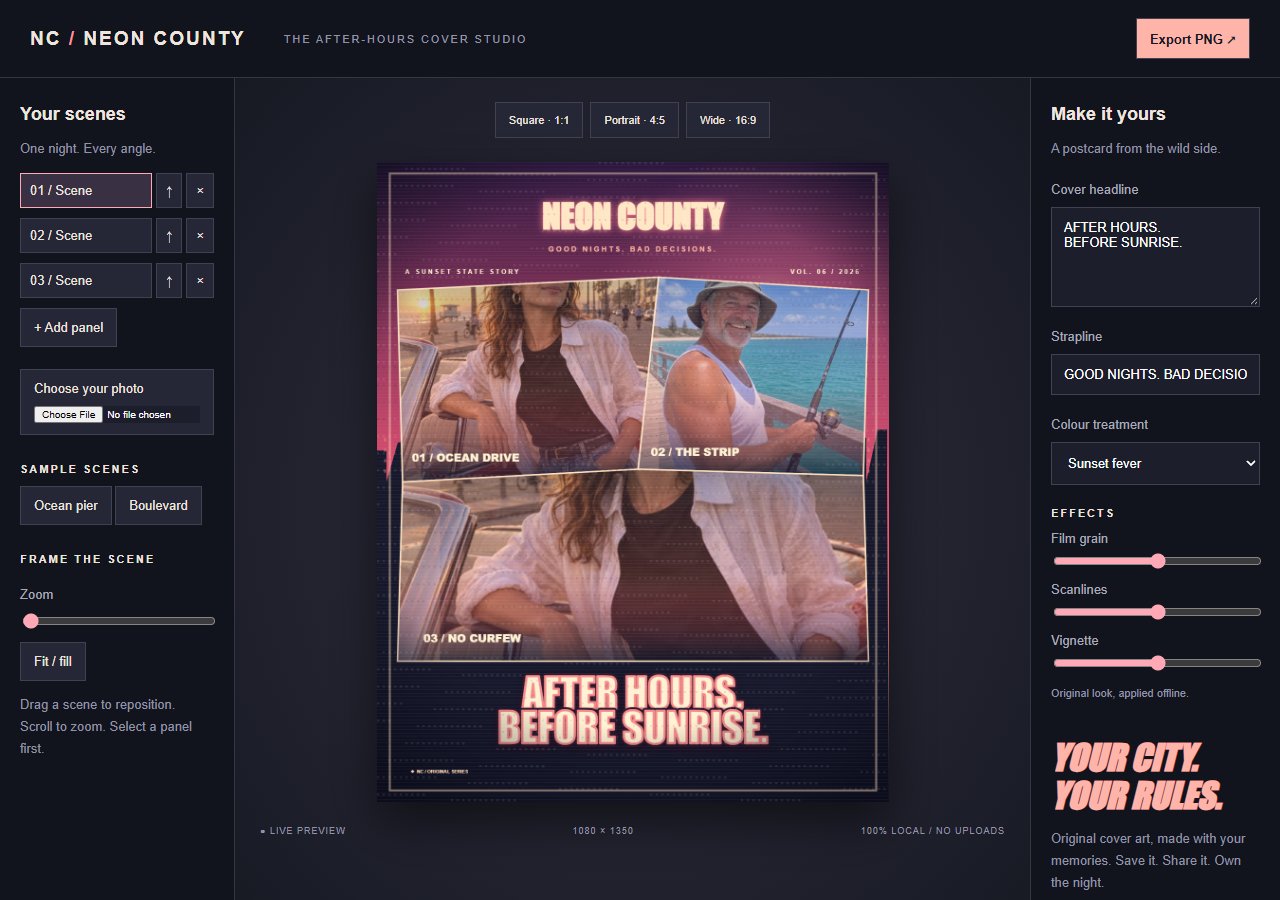 NC / NEON COUNTY
THE AFTER-HOURS COVER STUDIO
Export PNG ↗
Your scenes
One night. Every angle.
01 / Scene ↑ ×
02 / Scene ↑ ×
03 / Scene ↑ ×
+ Add panel
Choose your photo
Choose File No file chosen
SAMPLE SCENES
Ocean pier Boulevard
FRAME THE SCENE
Zoom
Fit / fill
Drag a scene to reposition.
Scroll to zoom. Select a panel
first.
Square · 1:1 Portrait · 4:5 Wide · 16:9
NEON COUNTY
GOOD NIGHTS. BAD DECISIONS.
A SUNSET STATE STORY
VOL. 06 / 2026
01 / OCEAN DRIVE
02 / THE STRIP
03 / NO CURFEW
AFTER HOURS.
BEFORE SUNRISE.
✦ NC / ORIGINAL SERIES
LIVE PREVIEW
1080 × 1350
100% LOCAL / NO UPLOADS
Make it yours
A postcard from the wild side.
Cover headline
AFTER HOURS.
BEFORE SUNRISE.
Strapline
GOOD NIGHTS. BAD DECISIO
Colour treatment
Sunset fever
EFFECTS
Film grain
Scanlines
Vignette
Original look, applied offline.
YOUR CITY.
YOUR RULES.
Original cover art, made with your
memories. Save it. Share it. Own
the night.